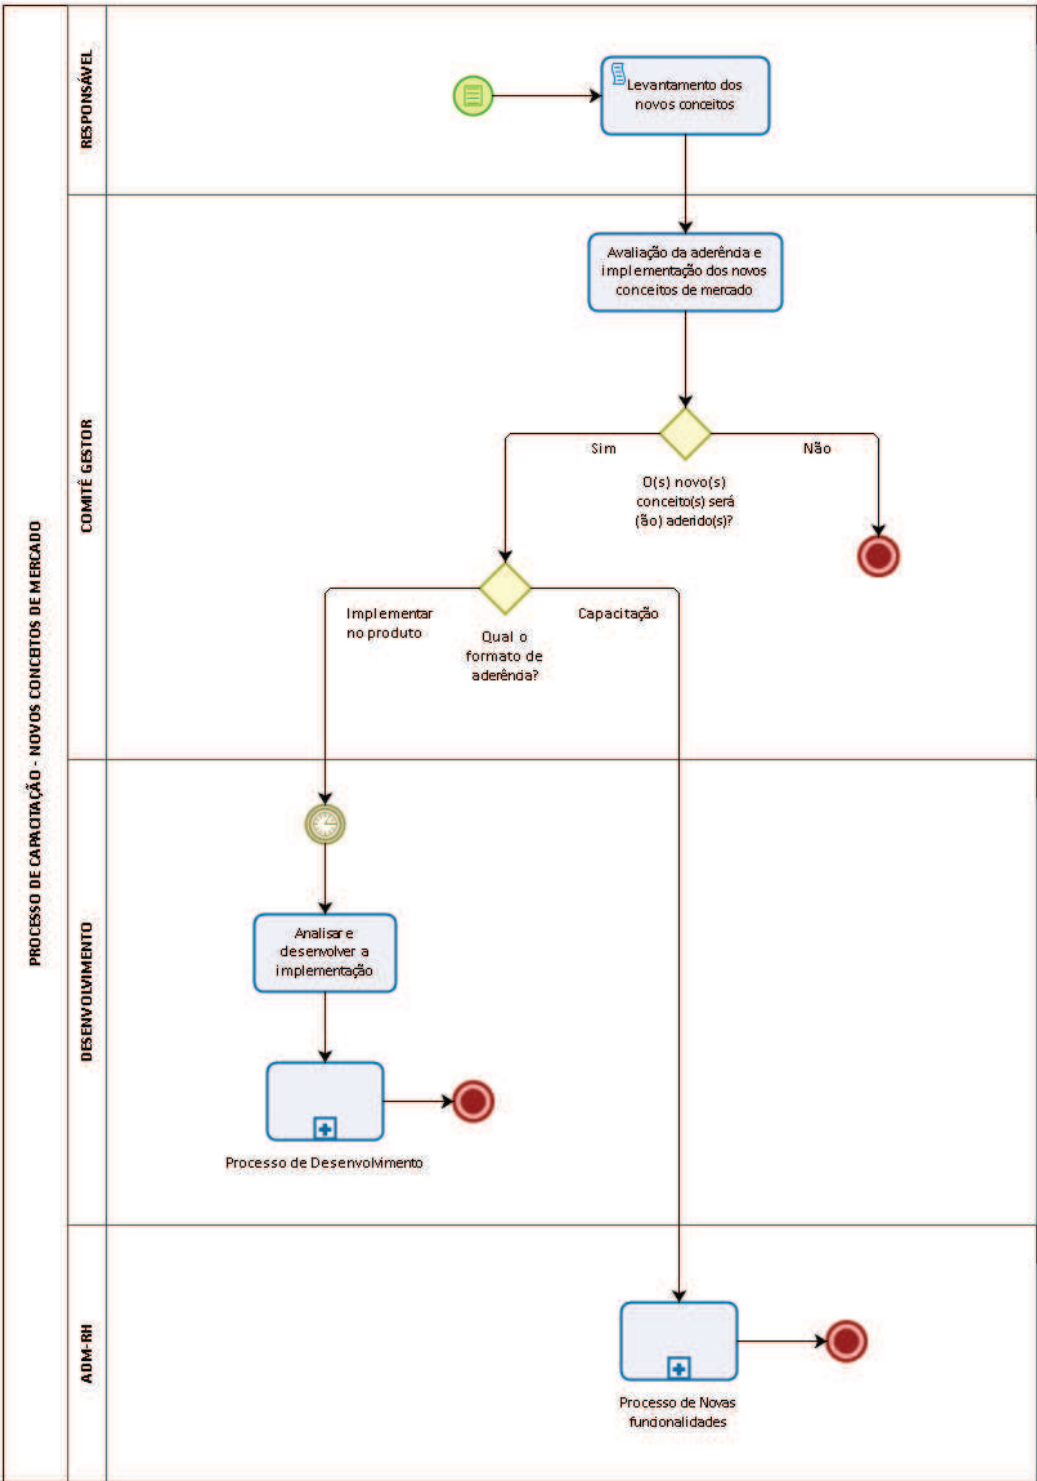 PROCESSO DE CAPACITAÇÃO - NOVOS CONCEITOS DE MERCADO
RESPONSÁVEL
Levantamento dos
novos conceitos
COMITÊ GESTOR
Avaliação da aderência e
implementação dos novos
conceitos de mercado
Sim
Não
O(s) novo(s)
conceito(s) será
(ão) aderido(s)?
Implementar
no produto
Capacitação
Qual o
formato de
aderência?
DESENVOLVIMENTO
Analisar e
desenvolver a
implementação
Processo de Desenvolvimento
ADM-RH
Processo de Novas
funcionalidades